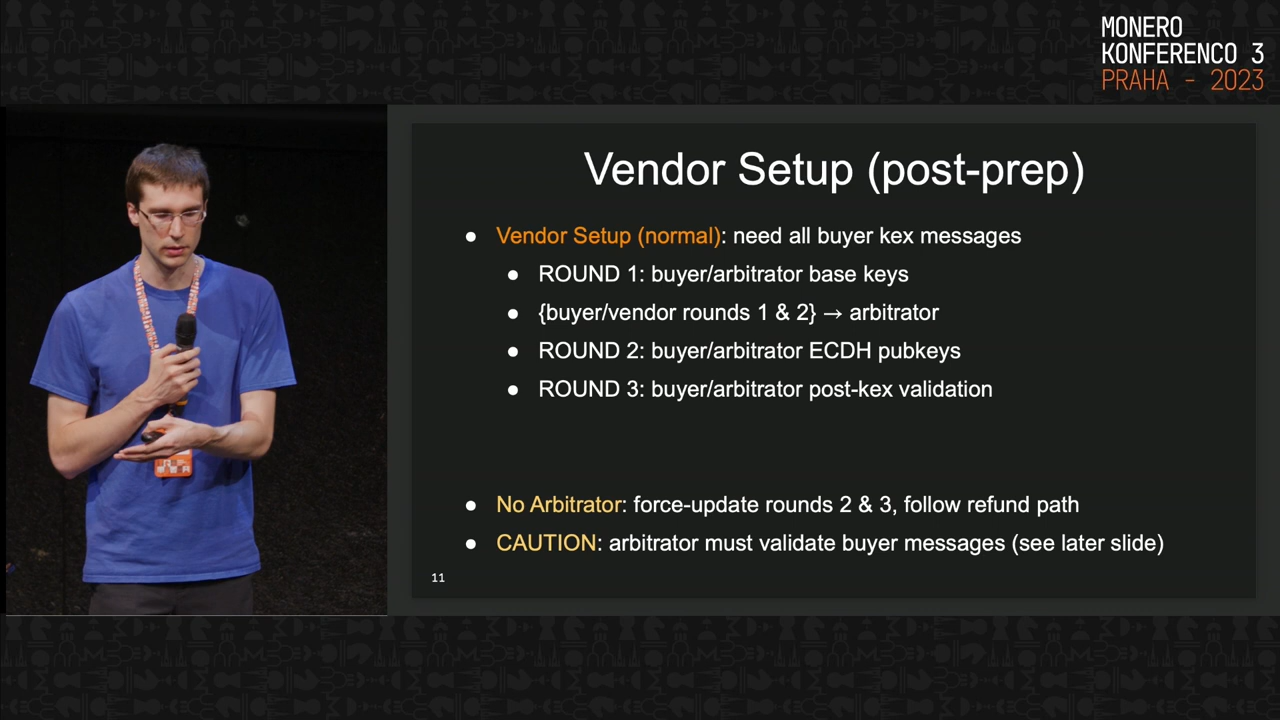 MONERO
KONFERENCO 3
PRAHA - 2023
Vendor Setup (post-prep)
● Vendor Setup (normal): need all buyer kex messages
● ROUND 1: buyer/arbitrator base keys
● {buyer/vendor rounds 1 & 2} → arbitrator
● ROUND 2: buyer/arbitrator ECDH pubkeys
● ROUND 3: buyer/arbitrator post-kex validation
● No Arbitrator: force-update rounds 2 & 3, follow refund path
● CAUTION: arbitrator must validate buyer messages (see later slide)
11